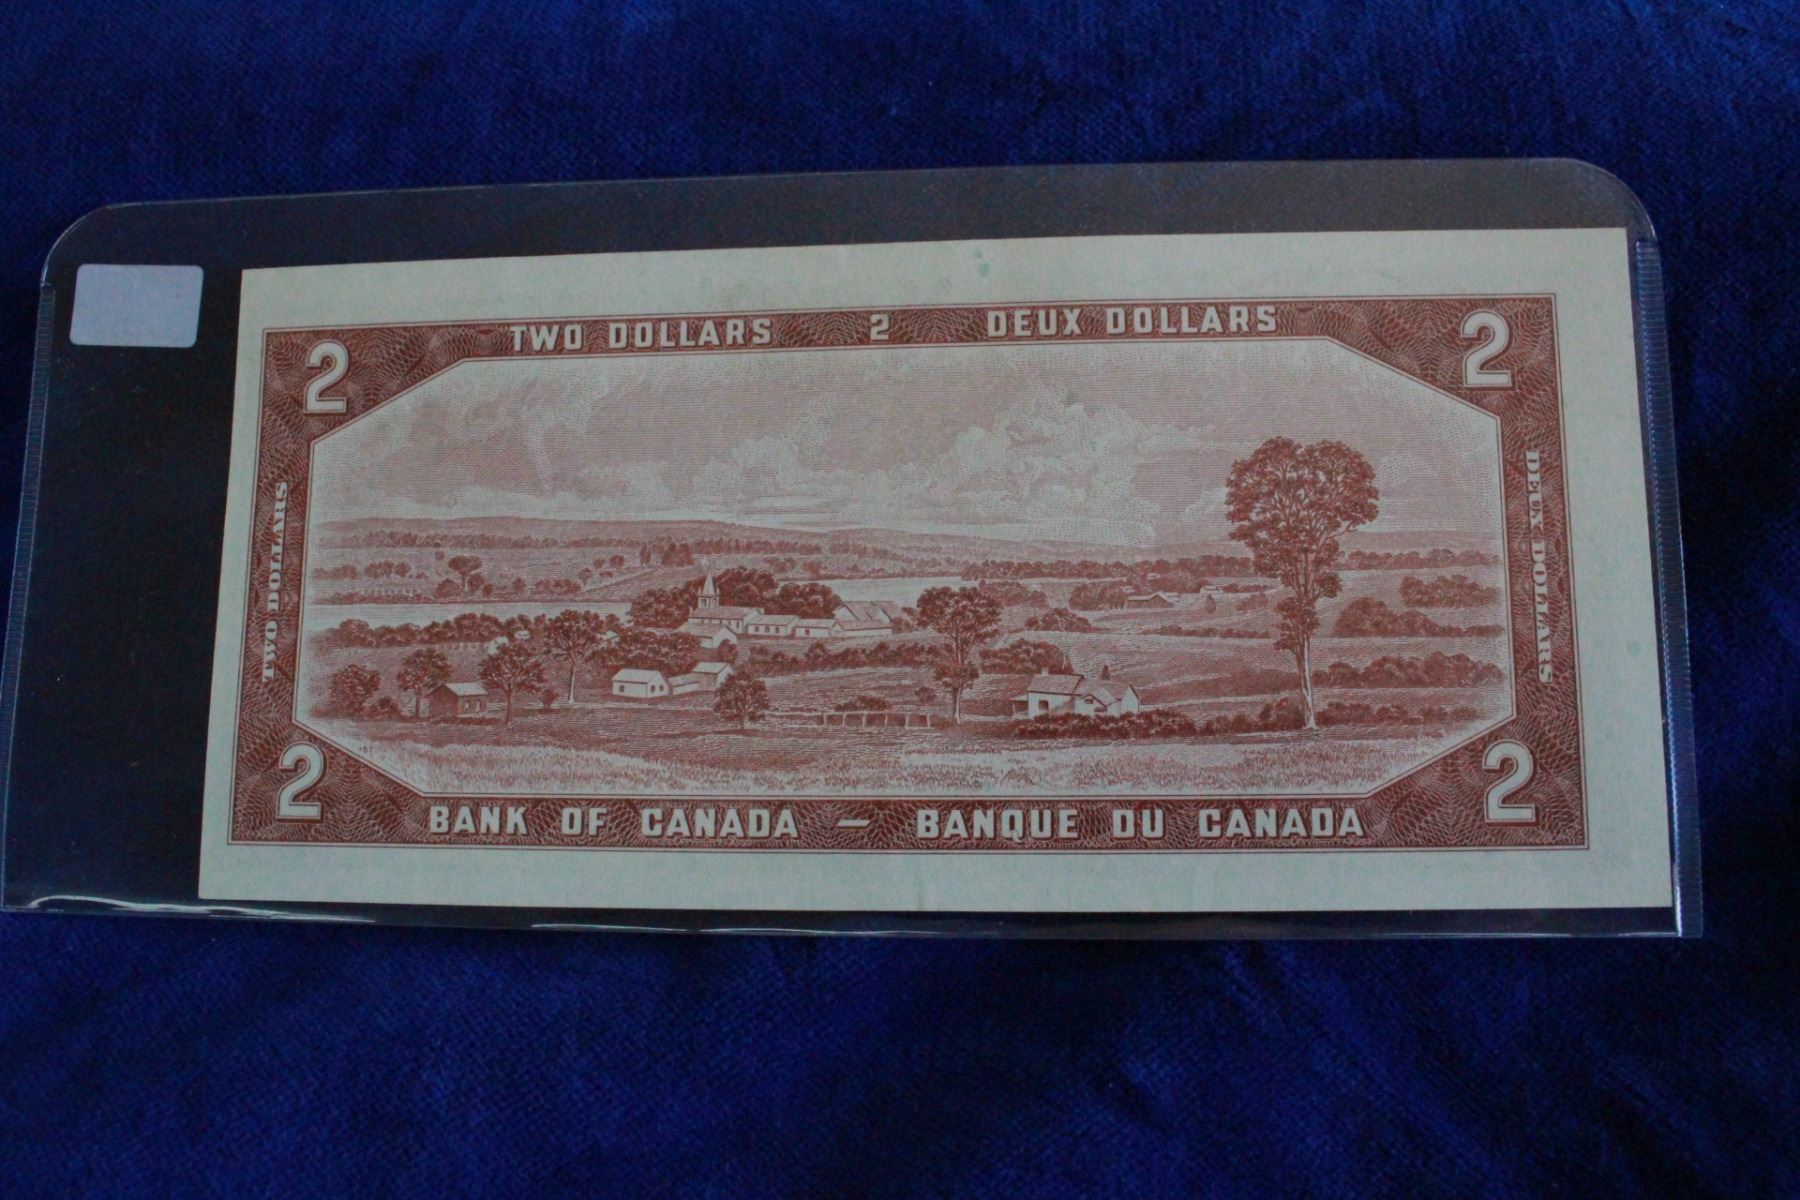 TWO DOLLARS 2 DEUX DOLLARS
2 2
TWO DOLLARS
DEUX DOLLARS
2 2
BANK OF CANADA – BANQUE DU CANADA